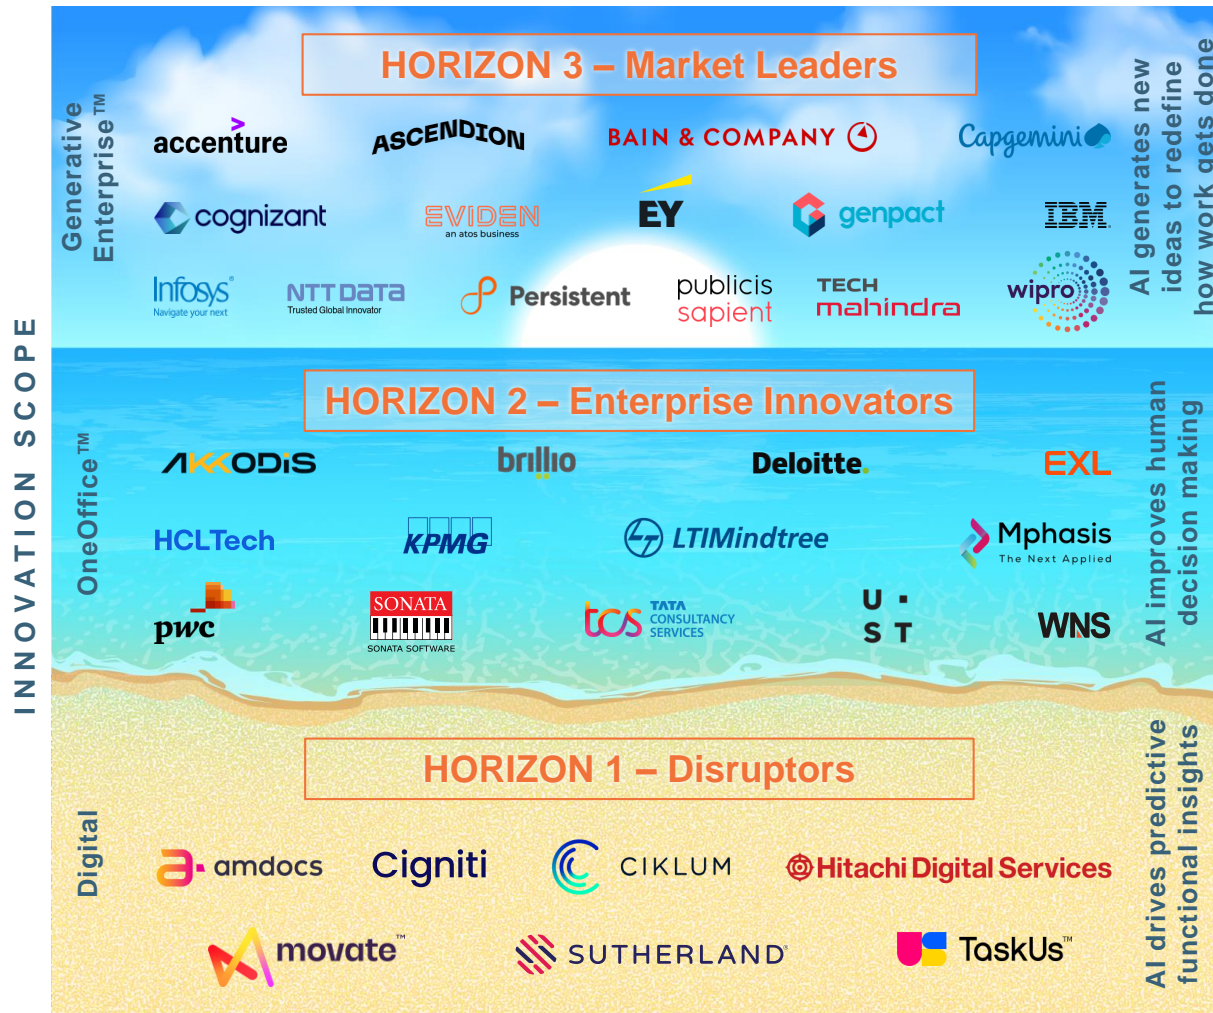 INNOVATION SCOPE
HORIZON 3 – Market Leaders
Generative
Enterprise™
accenture
ASCENDION
BAIN & COMPANY
Capgemini
cognizant
EVIDEN
an atos business
EY
genpact
IBM
Infosys®
Navigate your next
NTT DATA
Trusted Global Innovator
Persistent
publicis
sapient
TECH
mahindra
wipro
AI generates new
ideas to redefine
how work gets done
HORIZON 2 – Enterprise Innovators
OneOffice™
AKKODiS
brillio
Deloitte.
EXL
HCLTech
KPMG
LTIMindtree
Mphasis
The Next Applied
pwc
SONATA
SONATA SOFTWARE
tcs
TATA
CONSULTANCY
SERVICES
U ·
S T
WNS
AI improves human
decision making
HORIZON 1 – Disruptors
Digital
amdocs
Cigniti
CIKLUM
Hitachi Digital Services
movate™
SUTHERLAND®
TaskUs™
AI drives predictive
functional insights